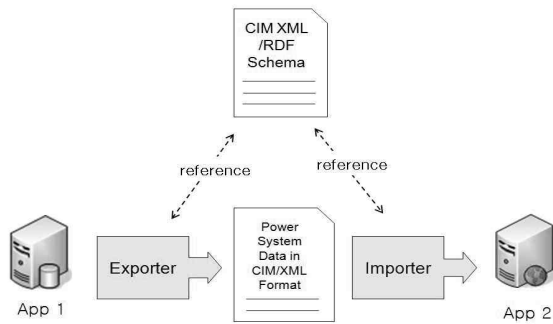 CIM XML
/RDF
Schema
reference
reference
Power
System
Data in
CIM/XML
Format
Exporter
Importer
App 1
App 2